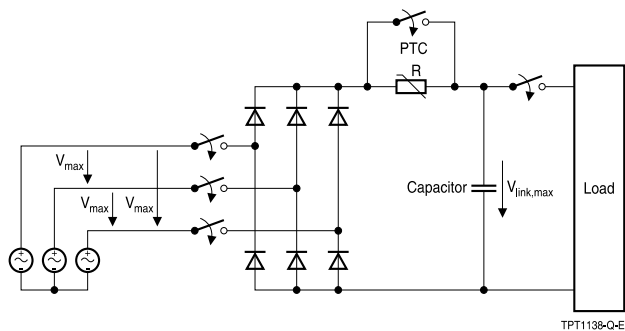 PTC
R
V max
V max
V max
Capacitor
V link,max
Load
+
-
+
-
+
-
TPT1138-Q-E